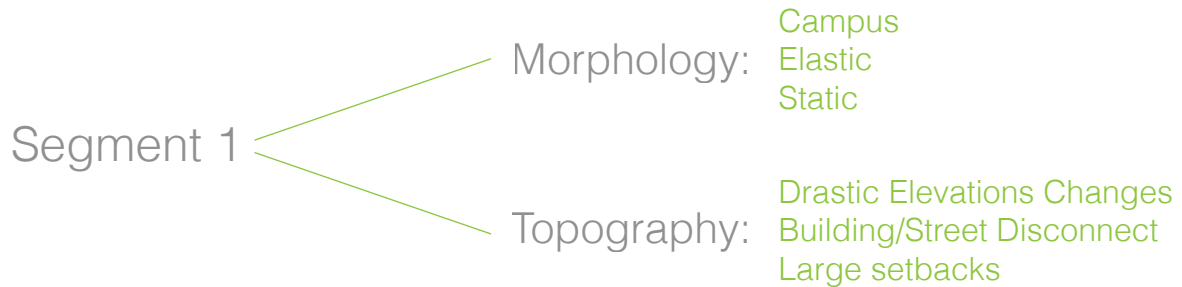 Segment 1
Morphology:
Campus
Elastic
Static
Topography:
Drastic Elevations Changes
Building/Street Disconnect
Large setbacks